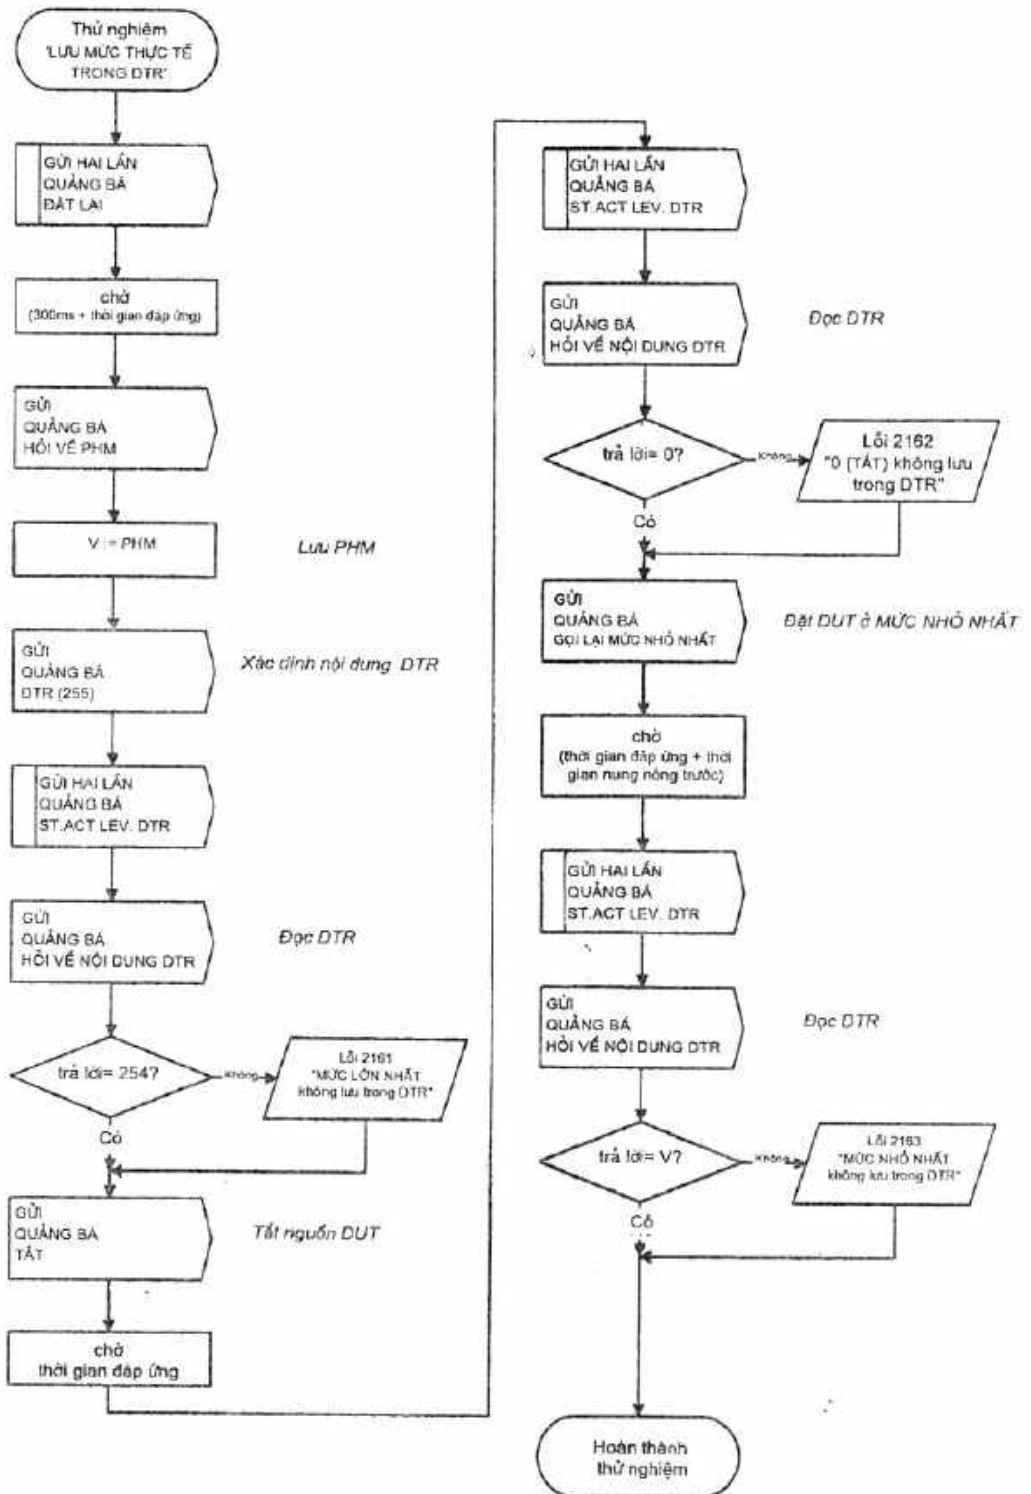 Thử nghiệm
'LƯU MỨC THỰC TẾ
TRONG DTR'
GỬI HAI LẦN
QUẢNG BÁ
ĐẶT LẠI
chờ
(300ms + thời gian đáp ứng)
GỬI
QUẢNG BÁ
HỎI VỀ PHM
V := PHM
Lưu PHM
GỬI
QUẢNG BÁ
DTR (255)
Xác định nội dung DTR
GỬI HAI LẦN
QUẢNG BÁ
ST.ACT LEV. DTR
GỬI
QUẢNG BÁ
HỎI VỀ NỘI DUNG DTR
Đọc DTR
trả lời= 254?
Không
Lỗi 2161
"MỨC LỚN NHẤT
không lưu trong DTR"
Có
GỬI
QUẢNG BÁ
TẮT
Tắt nguồn DUT
chờ
thời gian đáp ứng
GỬI HAI LẦN
QUẢNG BÁ
ST.ACT LEV. DTR
GỬI
QUẢNG BÁ
HỎI VỀ NỘI DUNG DTR
Đọc DTR
trả lời= 0?
Không
Lỗi 2162
"0 (TẮT) không lưu
trong DTR"
Có
GỬI
QUẢNG BÁ
GỌI LẠI MỨC NHỎ NHẤT
Đặt DUT ở MỨC NHỎ NHẤT
chờ
(thời gian đáp ứng + thời
gian nung nóng trước)
GỬI HAI LẦN
QUẢNG BÁ
ST.ACT LEV. DTR
GỬI
QUẢNG BÁ
HỎI VỀ NỘI DUNG DTR
Đọc DTR
trả lời= V?
Không
Lỗi 2163
"MỨC NHỎ NHẤT
không lưu trong DTR"
Có
Hoàn thành
thử nghiệm